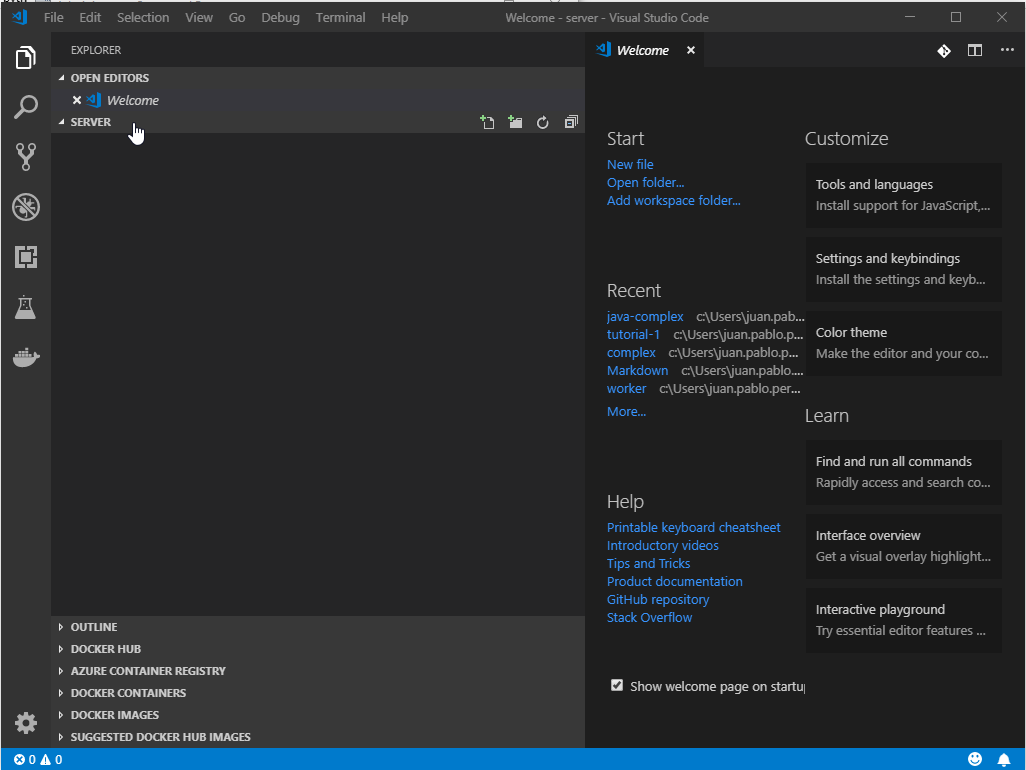 File Edit Selection View Go Debug Terminal Help Welcome - server - Visual Studio Code
EXPLORER
OPEN EDITORS
Welcome
SERVER
OUTLINE
DOCKER HUB
AZURE CONTAINER REGISTRY
DOCKER CONTAINERS
DOCKER IMAGES
SUGGESTED DOCKER HUB IMAGES
Welcome
Start
New file
Open folder...
Add workspace folder...
Recent
java-complex c:\Users\juan.pab...
tutorial-1 c:\Users\juan.pablo.p...
complex c:\Users\juan.pablo.p...
Markdown c:\Users\juan.pablo....
worker c:\Users\juan.pablo.per...
More...
Help
Printable keyboard cheatsheet
Introductory videos
Tips and Tricks
Product documentation
GitHub repository
Stack Overflow
Show welcome page on startu
Customize
Tools and languages
Install support for JavaScript,...
Settings and keybindings
Install the settings and keyb...
Color theme
Make the editor and your co...
Learn
Find and run all commands
Rapidly access and search co...
Interface overview
Get a visual overlay highlight...
Interactive playground
Try essential editor features ...
0 0